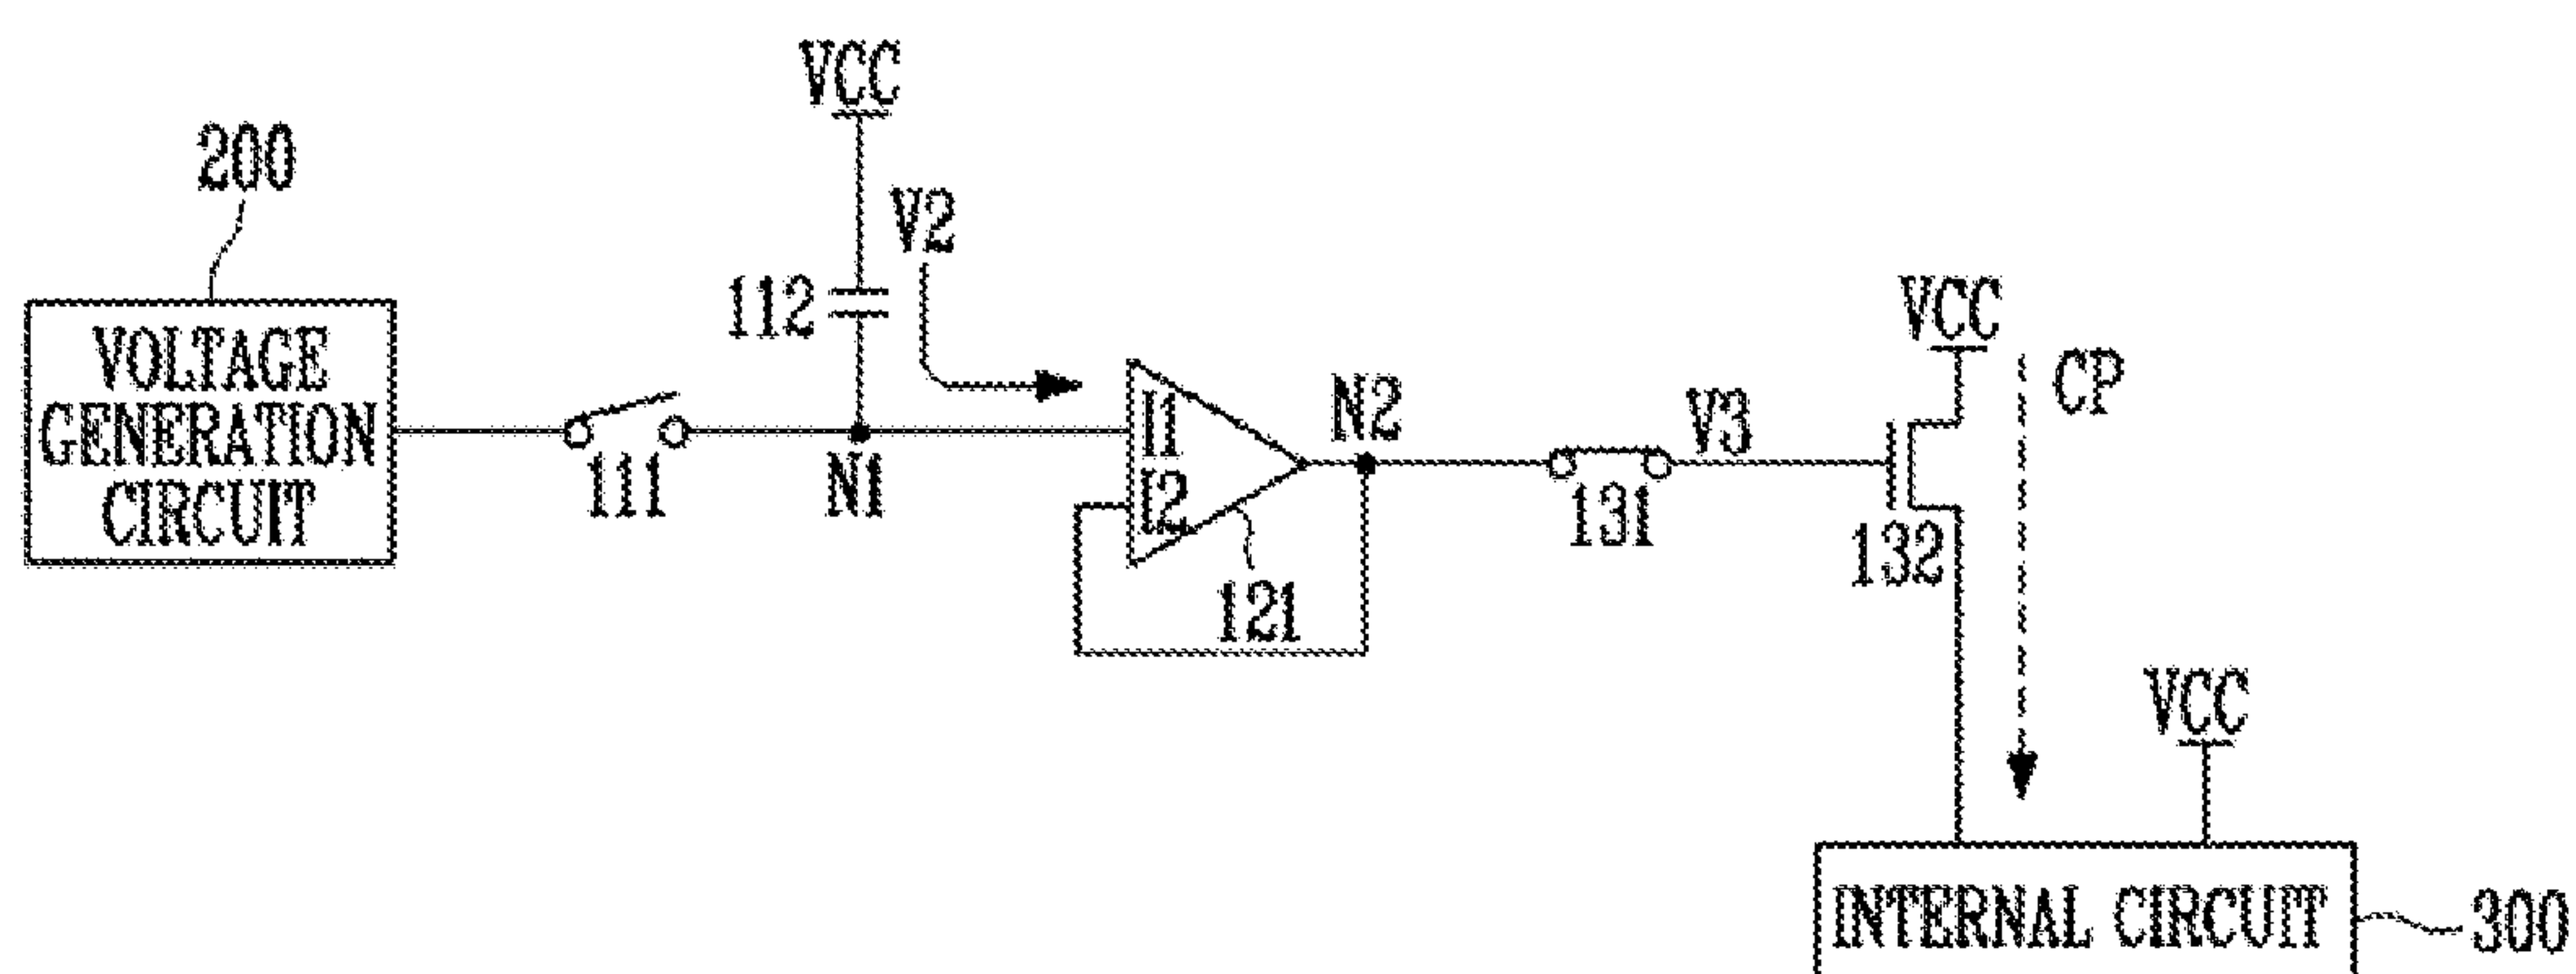 VCC
200
V2
VOLTAGE
GENERATION
CIRCUIT
112
111
N1
I1
I2
121
N2
131
V3
VCC
CP
132
VCC
INTERNAL CIRCUIT
300